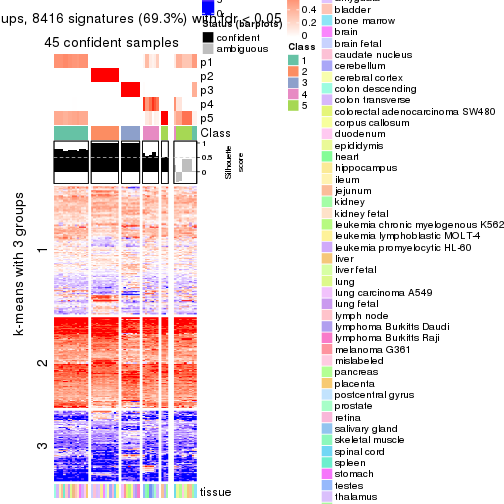 ups, 8416 signatures (69.3%) with fdr < 0.05
45 confident samples
p1
p2
p3
p4
p5
Class
1
0.5
0
Silhouette
score
k-means with 3 groups
1
2
3
tissue
0
Status (barplots)
confident
ambiguous
0.4
0.2
0
Class
1
2
3
4
5
bladder
bone marrow
brain
brain fetal
caudate nucleus
cerebellum
cerebral cortex
colon descending
colon transverse
colorectal adenocarcinoma SW480
corpus callosum
duodenum
epididymis
heart
hippocampus
ileum
jejunum
kidney
kidney fetal
leukemia chronic myelogenous K562
leukemia lymphoblastic MOLT-4
leukemia promyelocytic HL-60
liver
liver fetal
lung
lung carcinoma A549
lung fetal
lymph node
lymphoma Burkitts Daudi
lymphoma Burkitts Raji
melanoma G361
mislabeled
pancreas
placenta
postcentral gyrus
prostate
retina
salivary gland
skeletal muscle
spinal cord
spleen
stomach
testes
thalamus